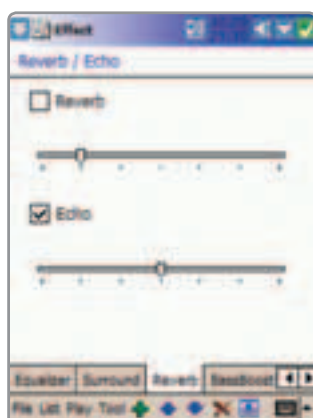 Effect
Reverb / Echo
Reverb
Echo
Equalizer Surround Reverb BassBoost
File List Play Tool